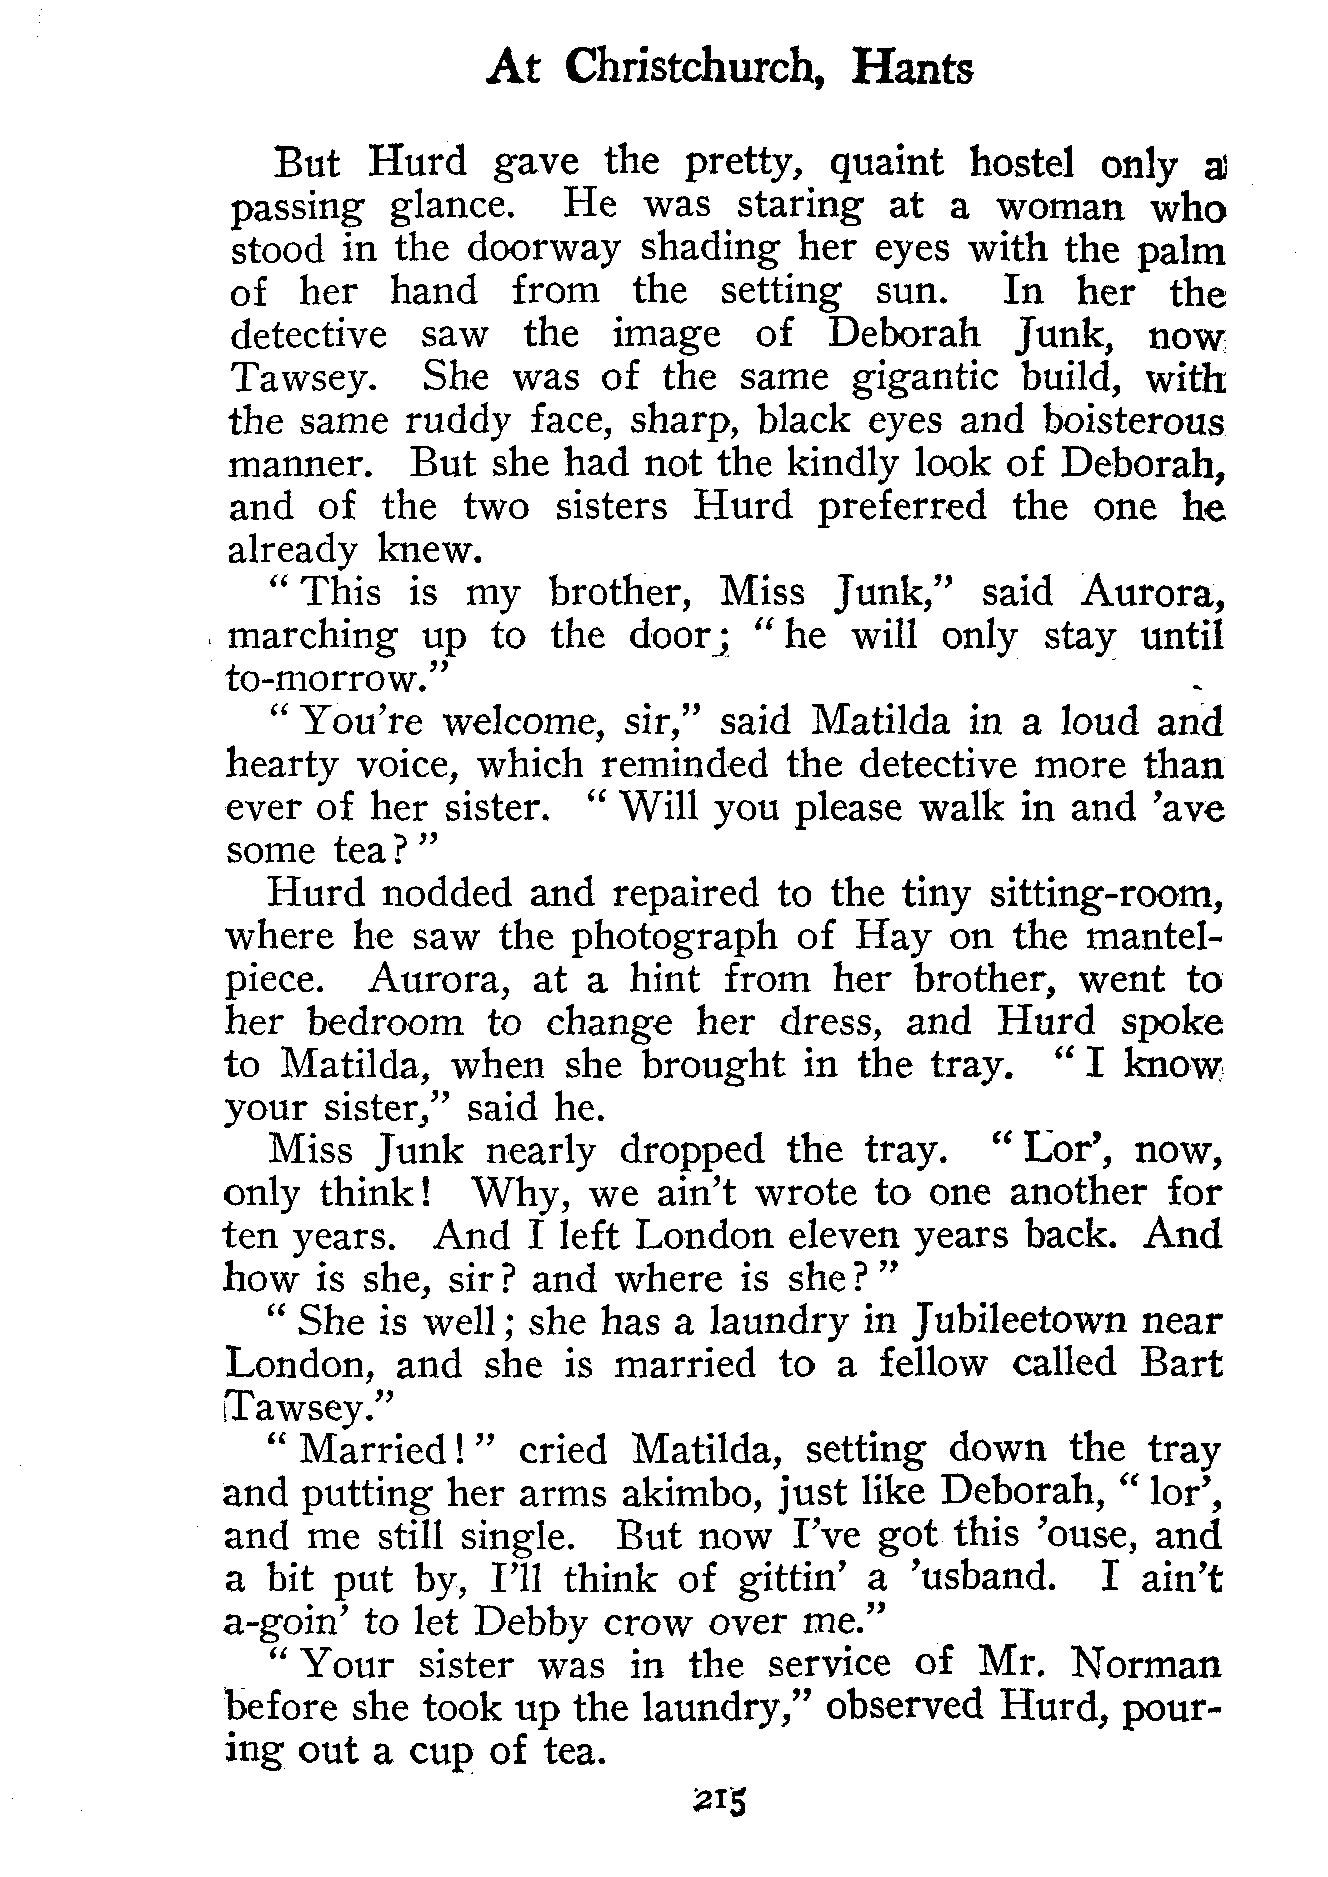 At Christchurch, Hants
But Hurd gave the pretty, quaint hostel only a
passing glance. He was staring at a woman who
stood in the doorway shading her eyes with the palm
of her hand from the setting sun. In her the
detective saw the image of Deborah Junk, now
Tawsey. She was of the same gigantic build, with
the same ruddy face, sharp, black eyes and boisterous
manner. But she had not the kindly look of Deborah,
and of the two sisters Hurd preferred the one he
already knew.
“ This is my brother, Miss Junk,” said Aurora,
marching up to the door; “ he will only stay until
to-morrow.”
“ You’re welcome, sir,” said Matilda in a loud and
hearty voice, which reminded the detective more than
ever of her sister. “ Will you please walk in and ’ave
some tea? ”
Hurd nodded and repaired to the tiny sitting-room,
where he saw the photograph of Hay on the mantel-
piece. Aurora, at a hint from her brother, went to
her bedroom to change her dress, and Hurd spoke
to Matilda, when she brought in the tray. “ I know
your sister,” said he.
Miss Junk nearly dropped the tray. “ Lor’, now,
only think! Why, we ain’t wrote to one another for
ten years. And I left London eleven years back. And
how is she, sir? and where is she? ”
“ She is well; she has a laundry in Jubileetown near
London, and she is married to a fellow called Bart
Tawsey.”
“ Married! ” cried Matilda, setting down the tray
and putting her arms akimbo, just like Deborah, “ lor’,
and me still single. But now I’ve got this ’ouse, and
a bit put by, I’ll think of gittin’ a ’usband. I ain’t
a-goin’ to let Debby crow over me.”
“ Your sister was in the service of Mr. Norman
before she took up the laundry,” observed Hurd, pour-
ing out a cup of tea.
215